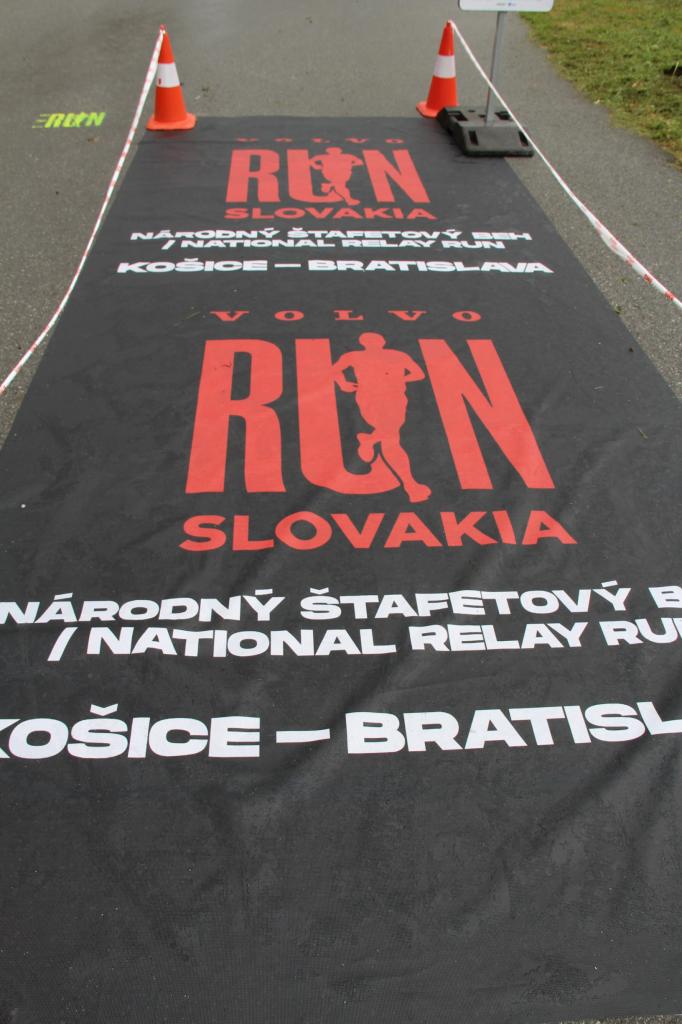 RUN
VOLVO
RUN
SLOVAKIA
NÁRODNÝ ŠTAFETOVÝ BEH
/ NATIONAL RELAY RUN
KOŠICE — BRATISLAVA
VOLVO
RUN
SLOVAKIA
NÁRODNÝ ŠTAFETOVÝ B
/ NATIONAL RELAY RU
KOŠICE — BRATISL